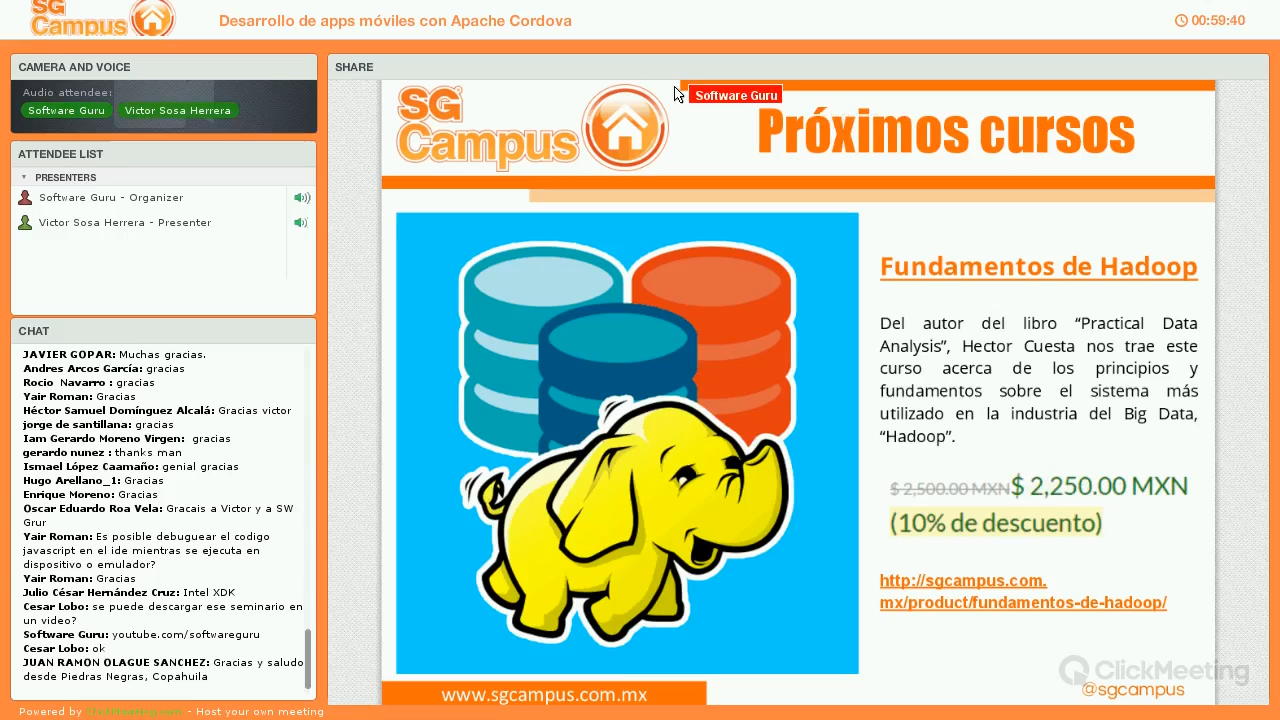 SG Campus
Desarrollo de apps móviles con Apache Cordova
00:59:40
CAMERA AND VOICE
Audio attendee:
Software Guru
Victor Sosa Herrera
ATTENDEE LIST
PRESENTERS
Software Guru - Organizer
Victor Sosa Herrera - Presenter
CHAT
JAVIER GOPAR: Muchas gracias.
Andres Arcos García: gracias
Rocio Navarro : gracias
Yair Roman: Gracias
Héctor Samuel Domínguez Alcalá: Gracias victor
jorge de santillana: gracias
Iam Gerardo Moreno Virgen: gracias
gerardo nunez : thanks man
Ismael López Caamaño: genial gracias
Hugo Arellano_1: Gracias
Enrique Moreno: Gracias
Oscar Eduardo Roa Vela: Gracais a Victor y a SW
Grur
Yair Roman: Es posible debuguear el codigo
javascript en el ide mientras se ejecuta en
dispositivo o emulador?
Yair Roman: Gracias
Julio César Hernández Cruz: Intel XDK
Cesar Lobo: se puede descargar ese seminario en
un video?
Software Guru: youtube.com/softwareguru
Cesar Lobo: ok
JUAN RAMON OLAGUE SANCHEZ: Gracias y saludo
desde Piedras Negras, Copahuila
Powered by ClickMeeting.com - Host your own meeting
SHARE
Software Guru
SG
Campus
Próximos cursos
Fundamentos de Hadoop
Del autor del libro “Practical Data
Analysis”, Hector Cuesta nos trae este
curso acerca de los principios y
fundamentos sobre el sistema más
utilizado en la industria del Big Data,
“Hadoop”.
$ 2,500.00 MXN $ 2,250.00 MXN
(10% de descuento)
http://sgcampus.com.
mx/product/fundamentos-de-hadoop/
ClickMeeting
@sgcampus
www.sgcampus.com.mx